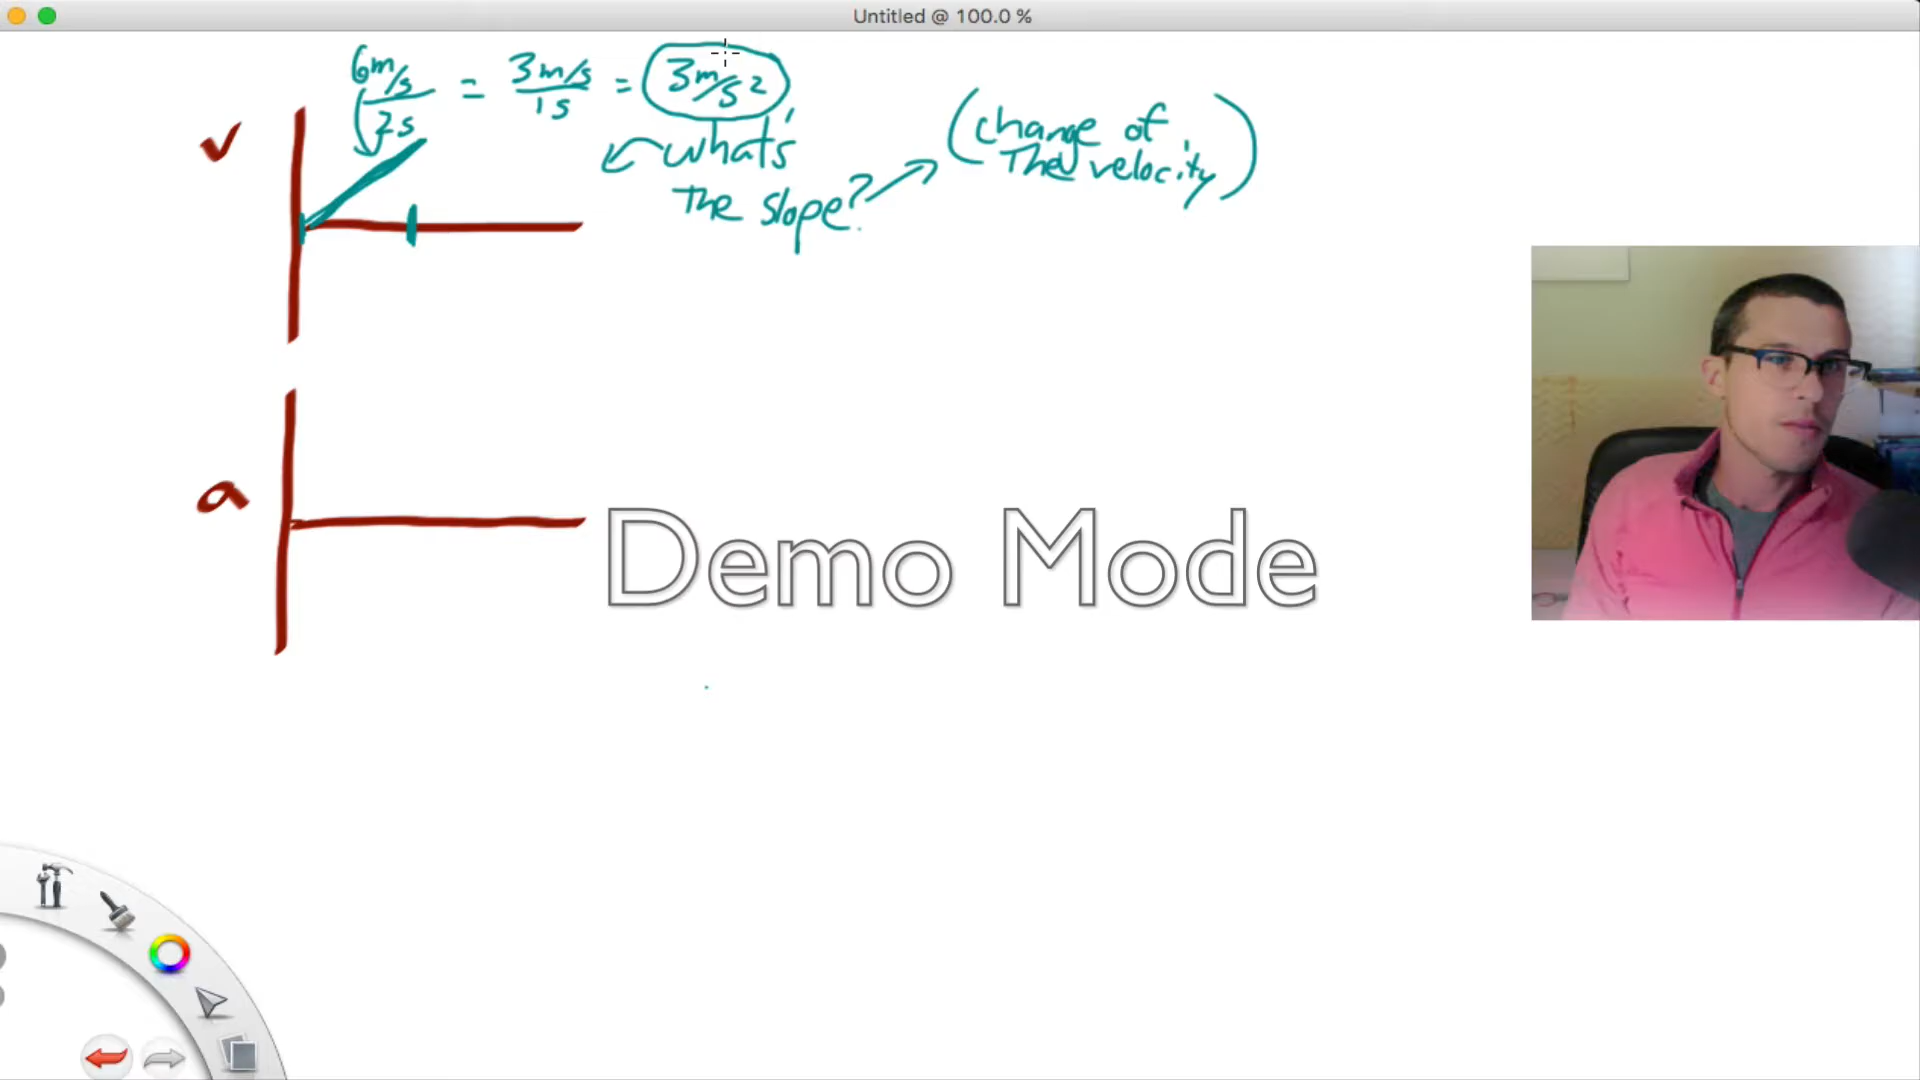 Untitled @ 100.0 %
6m/s / 2s = 3m/s / 1s = 3m/s²
v
what's
the slope?
(change of
the velocity)
a
Demo Mode